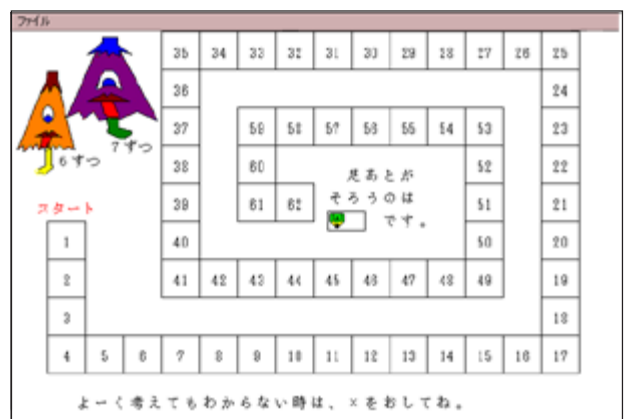 ファイル
35 34 33 32 31 30 29 28 27 26 25
36 24
37 59 58 57 56 55 54 53 23
7ずつ
6ずつ
38 60 52 22
足あとが
スタート
39 61 62 51 21
そろうのは
です。
1 40 50 20
2 41 42 43 44 45 46 47 48 49 19
3 18
4 5 6 7 8 9 10 11 12 13 14 15 16 17
よーく考えてもわからない時は、×をおしてね。